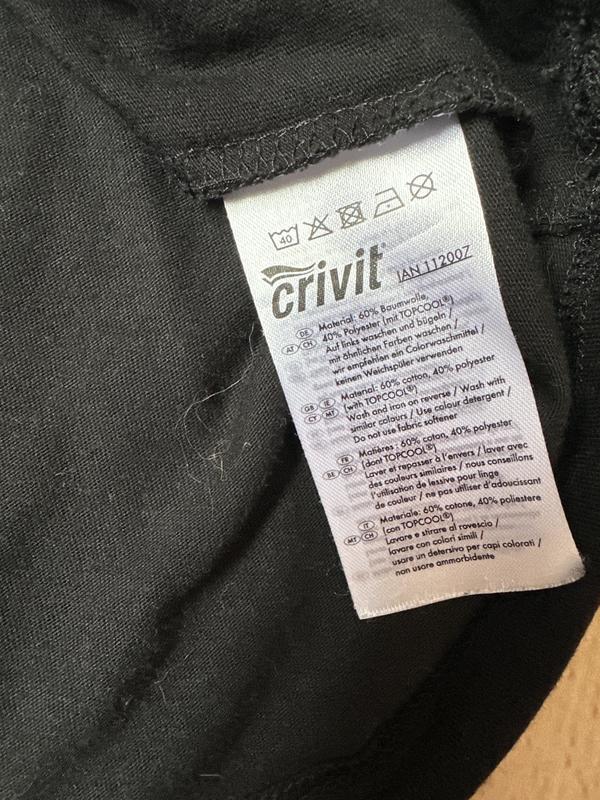 40
crivit® IAN 112007
DE AT CH Material: 60% Baumwolle,
40% Polyester (mit TOPCOOL®)
Auf links waschen und bügeln /
mit ähnlichen Farben waschen /
wir empfehlen ein Colorwaschmittel /
keinen Weichspüler verwenden
GB IE CY MT Material: 60% cotton, 40% polyester
(with TOPCOOL®)
Wash and iron on reverse / Wash with
similar colours / Use colour detergent /
Do not use fabric softener
FR BE CH Matières: 60% coton, 40% polyester
(dont TOPCOOL®)
Laver et repasser à l'envers / laver avec
des couleurs similaires / nous conseillons
l'utilisation de lessive pour linge
de couleur / ne pas utiliser d'adoucissant
IT MT CH Materiale: 60% cotone, 40% poliestere
(con TOPCOOL®)
Lavare e stirare al rovescio /
lavare con colori simili /
usare un detersivo per capi colorati /
non usare ammorbidente